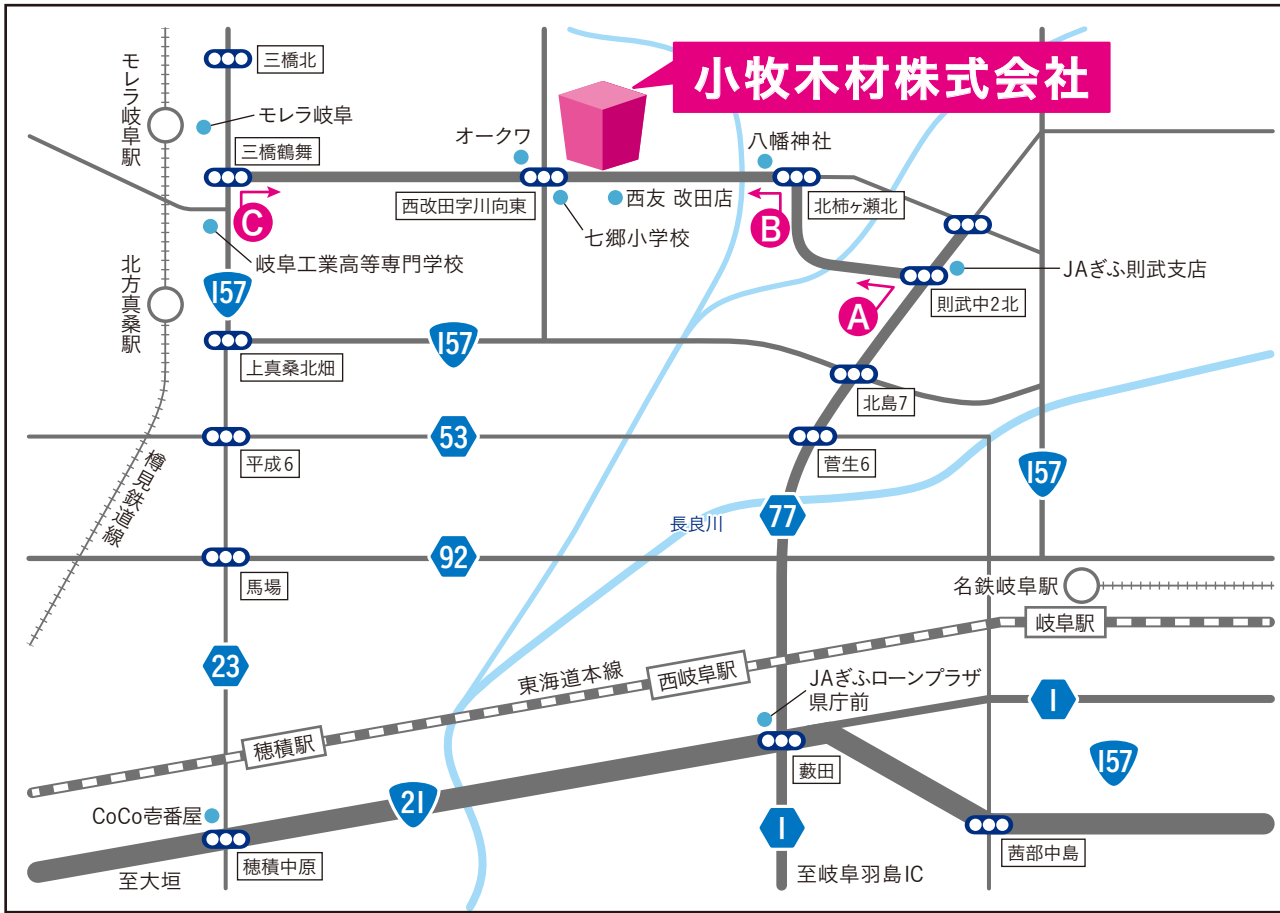 三橋北
小牧木材株式会社
モレラ岐阜駅
モレラ岐阜
オークワ
八幡神社
三橋鶴舞
西改田字川向東
西友 改田店
北柿ヶ瀬北
C
B
七郷小学校
岐阜工業高等専門学校
JAぎふ則武支店
北方真桑駅
157
A
則武中2北
上真桑北畑
157
北島7
平成6
53
菅生6
157
樽見鉄道線
長良川
77
馬場
92
名鉄岐阜駅
岐阜駅
23
東海道本線
西岐阜駅
JAぎふローンプラザ
県庁前
穂積駅
1
藪田
157
CoCo壱番屋
21
穂積中原
1
茜部中島
至大垣
至岐阜羽島IC